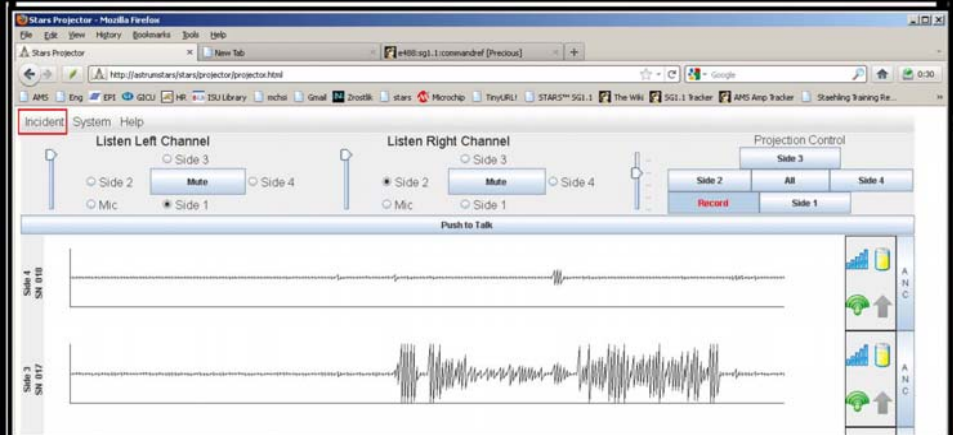 Stars Projector - Mozilla Firefox
File Edit View History Bookmarks Tools Help
Stars Projector New Tab e488:sg1.1:commandref [Precious]
http://astrumstars/stars/projector/projector.html Google 0:30
AMS Eng EPI GICU HR ISU Library mchsi Gmail Zrostlik stars Microchip TinyURL! STARS™ SG1.1 The Wiki SG1.1 Tracker AMS Amp Tracker Staehling Training Re...
Incident System Help
Listen Left Channel Listen Right Channel Projection Control
Side 3 Side 3 Side 3
Side 2 Mute Side 4 Side 2 Mute Side 4 Side 2 All Side 4
Mic Side 1 Mic Side 1 Record Side 1
Push to Talk
Side 4
SN 018
ANC
Side 3
SN 017
ANC